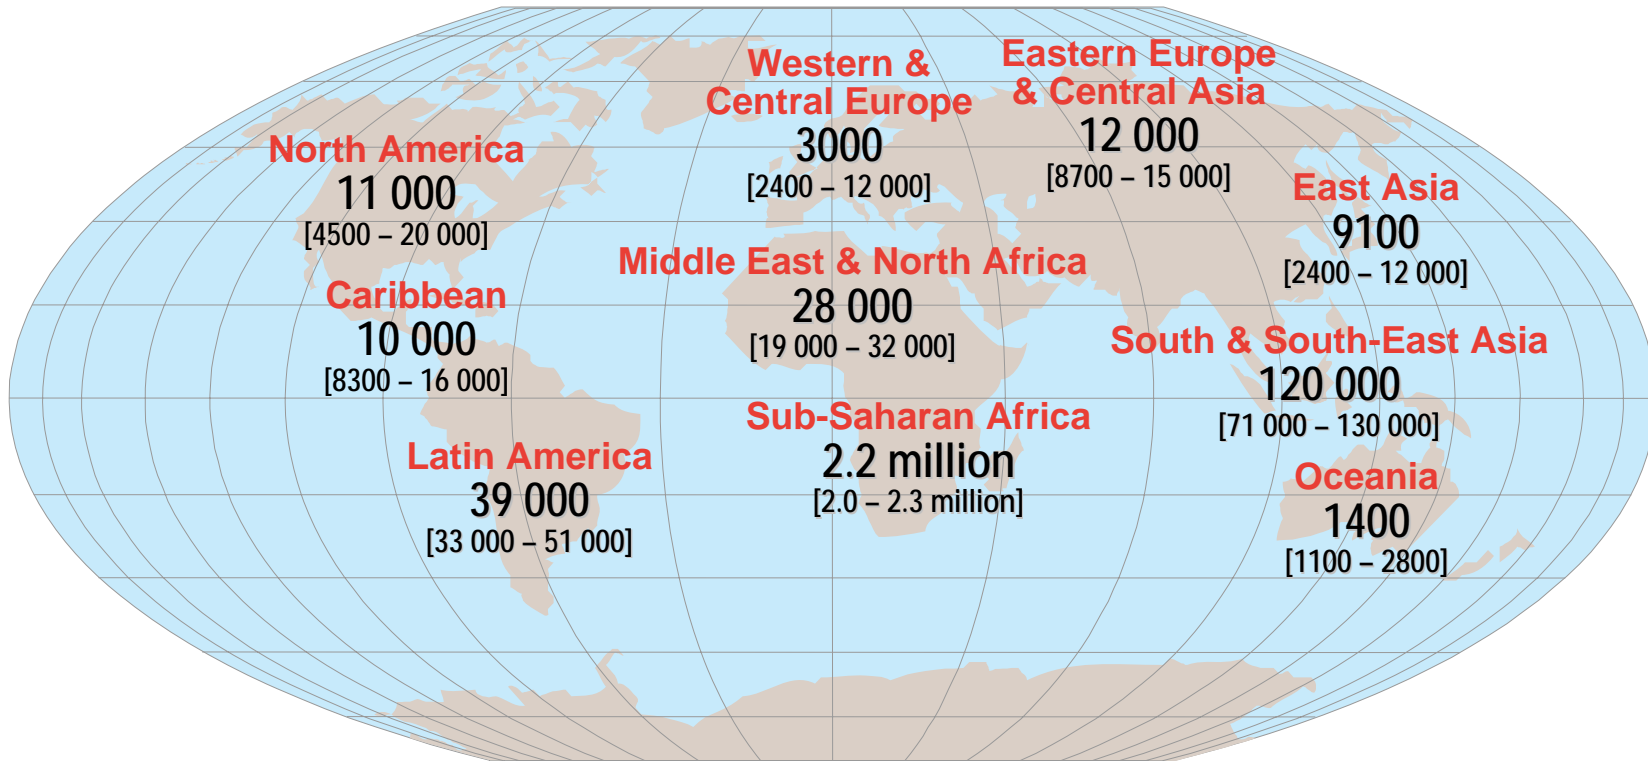 Western &
Central Europe
3000
[2400 – 12 000]
Eastern Europe
& Central Asia
12 000
[8700 – 15 000]
North America
11 000
[4500 – 20 000]
East Asia
9100
[2400 – 12 000]
Middle East & North Africa
28 000
[19 000 – 32 000]
Caribbean
10 000
[8300 – 16 000]
South & South-East Asia
120 000
[71 000 – 130 000]
Sub-Saharan Africa
2.2 million
[2.0 – 2.3 million]
Latin America
39 000
[33 000 – 51 000]
Oceania
1400
[1100 – 2800]